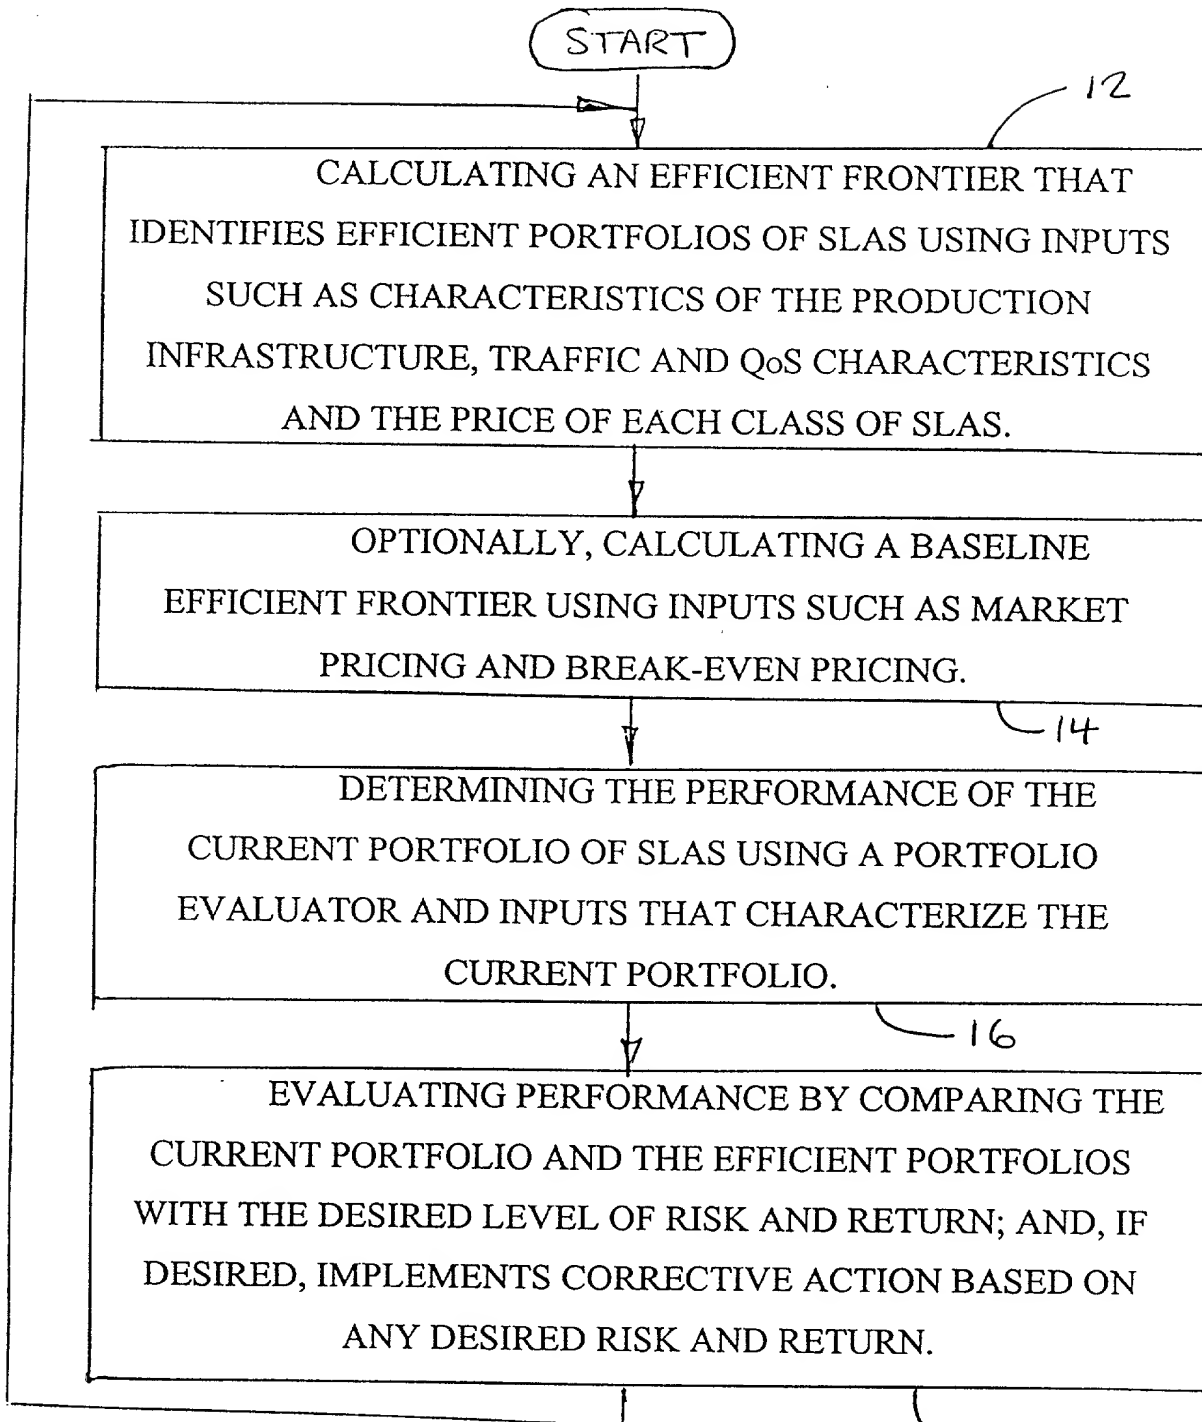 START
12
CALCULATING AN EFFICIENT FRONTIER THAT
IDENTIFIES EFFICIENT PORTFOLIOS OF SLAS USING INPUTS
SUCH AS CHARACTERISTICS OF THE PRODUCTION
INFRASTRUCTURE, TRAFFIC AND QoS CHARACTERISTICS
AND THE PRICE OF EACH CLASS OF SLAS.
OPTIONALLY, CALCULATING A BASELINE
EFFICIENT FRONTIER USING INPUTS SUCH AS MARKET
PRICING AND BREAK-EVEN PRICING.
14
DETERMINING THE PERFORMANCE OF THE
CURRENT PORTFOLIO OF SLAS USING A PORTFOLIO
EVALUATOR AND INPUTS THAT CHARACTERIZE THE
CURRENT PORTFOLIO.
16
EVALUATING PERFORMANCE BY COMPARING THE
CURRENT PORTFOLIO AND THE EFFICIENT PORTFOLIOS
WITH THE DESIRED LEVEL OF RISK AND RETURN; AND, IF
DESIRED, IMPLEMENTS CORRECTIVE ACTION BASED ON
ANY DESIRED RISK AND RETURN.